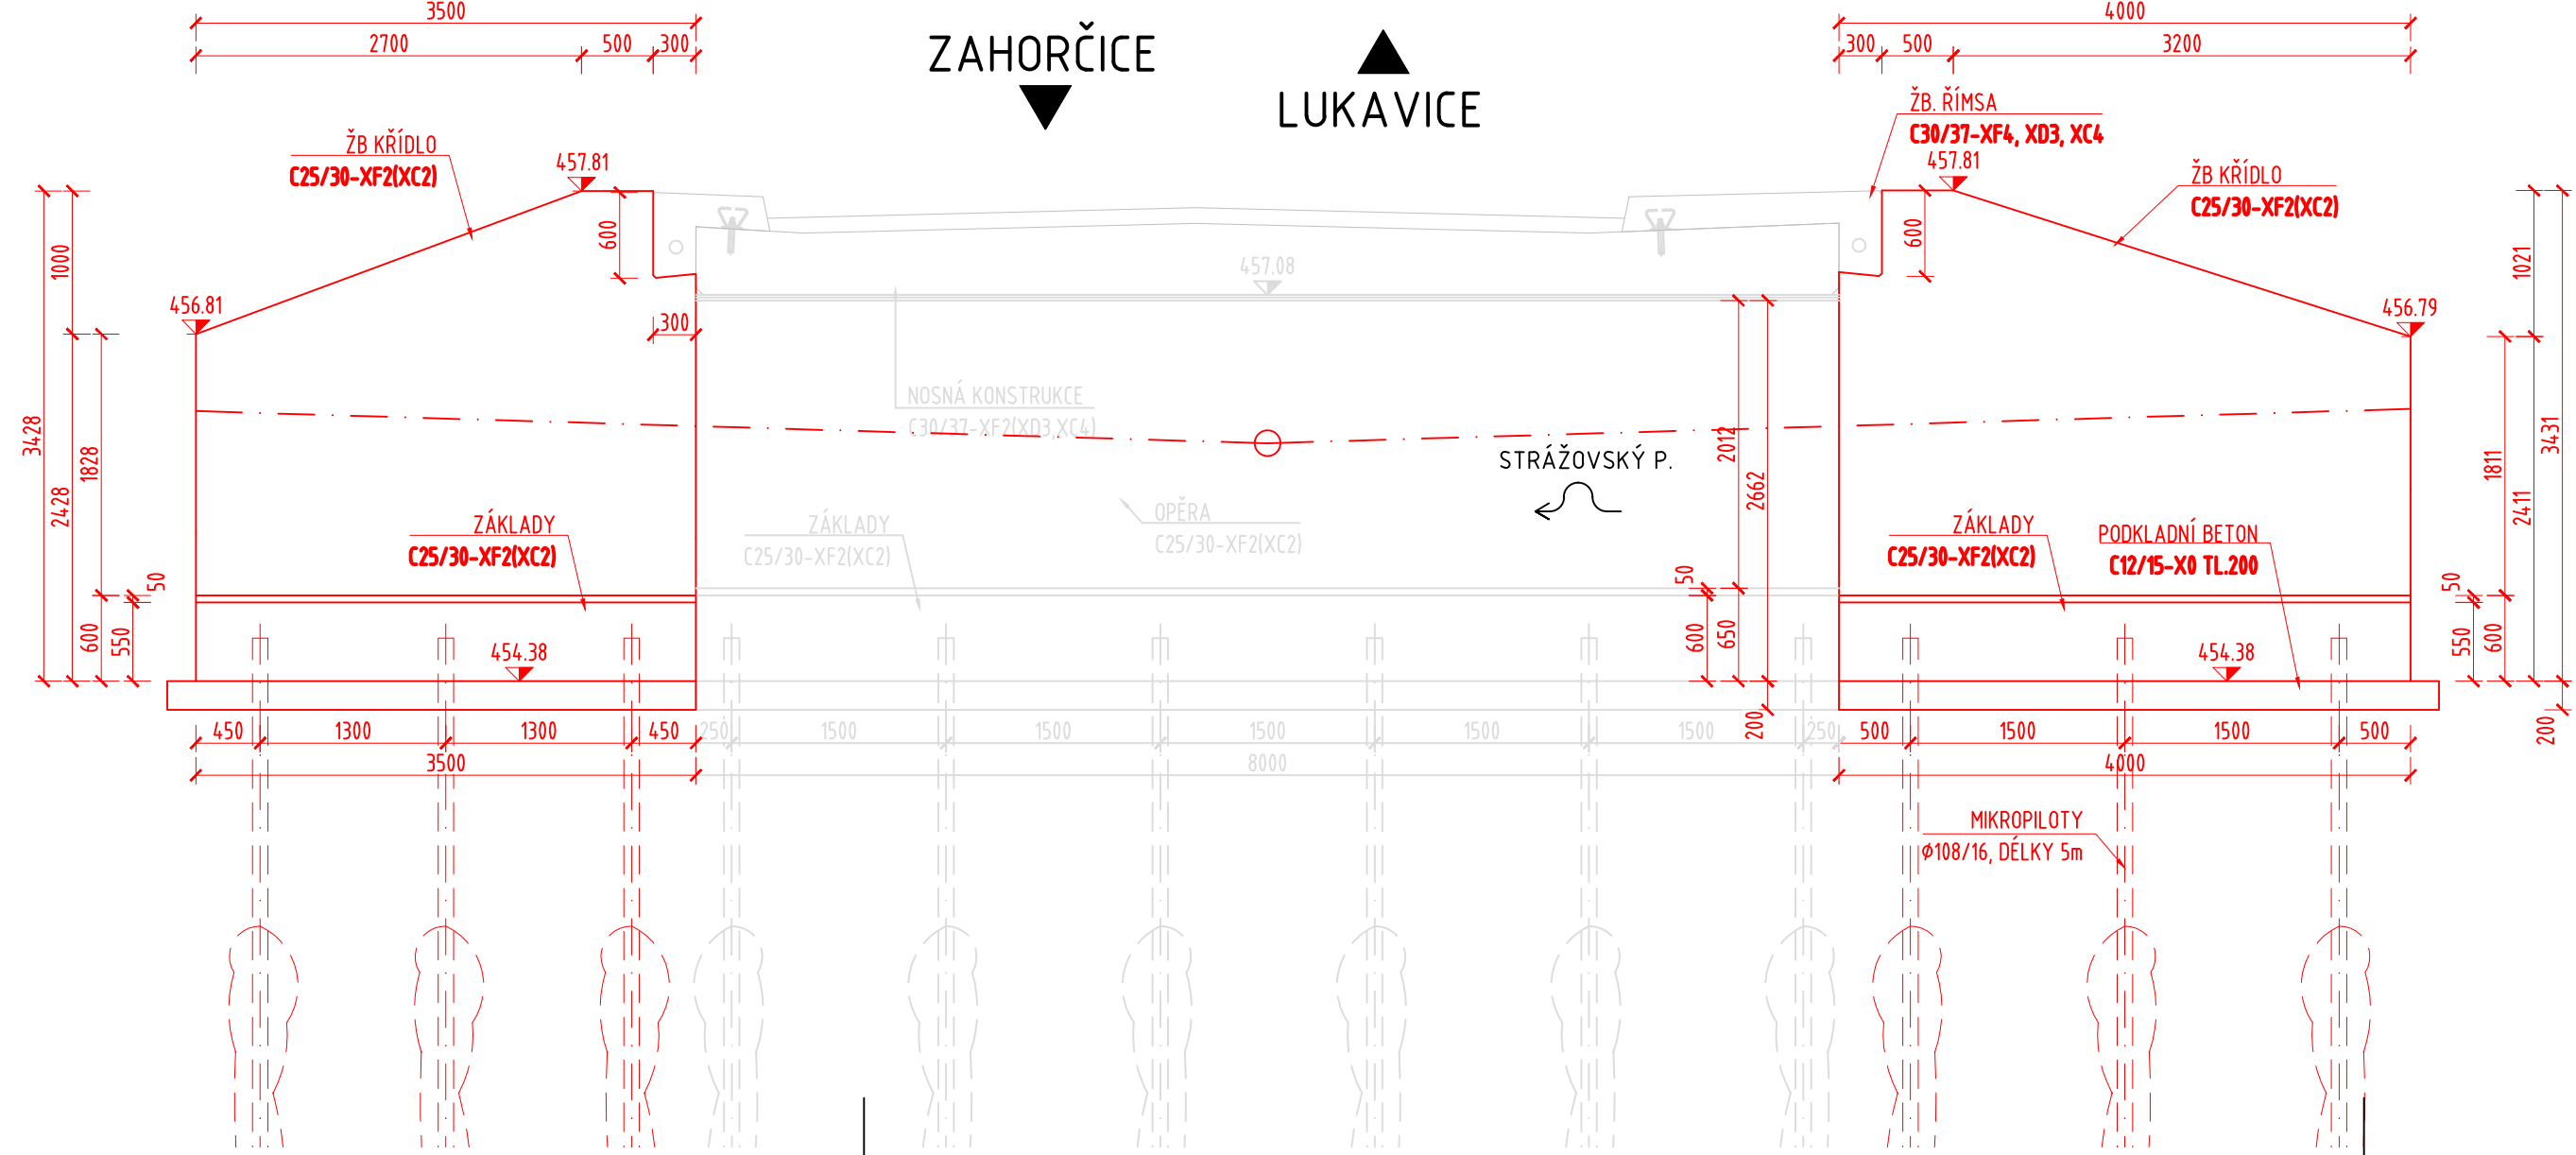 3500
4000
2700
500
300
300
500
3200
ZAHORČICE
LUKAVICE
ŽB. ŘÍMSA
C30/37-XF4, XD3, XC4
ŽB KŘÍDLO
C25/30-XF2(XC2)
457.81
457.81
ŽB KŘÍDLO
C25/30-XF2(XC2)
600
600
1000
1021
457.08
456.81
456.79
300
NOSNÁ KONSTRUKCE
C30/37-XF2(XD3,XC4)
3428
2428
1828
2012
2662
STRÁŽOVSKÝ P.
1811
2411
3431
ZÁKLADY
C25/30-XF2(XC2)
ZÁKLADY
C25/30-XF2(XC2)
OPĚRA
C25/30-XF2(XC2)
ZÁKLADY
C25/30-XF2(XC2)
PODKLADNÍ BETON
C12/15-X0 TL.200
50
50
50
600
550
600
650
550
600
454.38
454.38
450
1300
1300
450
250
1500
1500
1500
1500
1500
250
200
500
1500
1500
500
200
3500
8000
4000
MIKROPILOTY
ϕ108/16, DÉLKY 5m